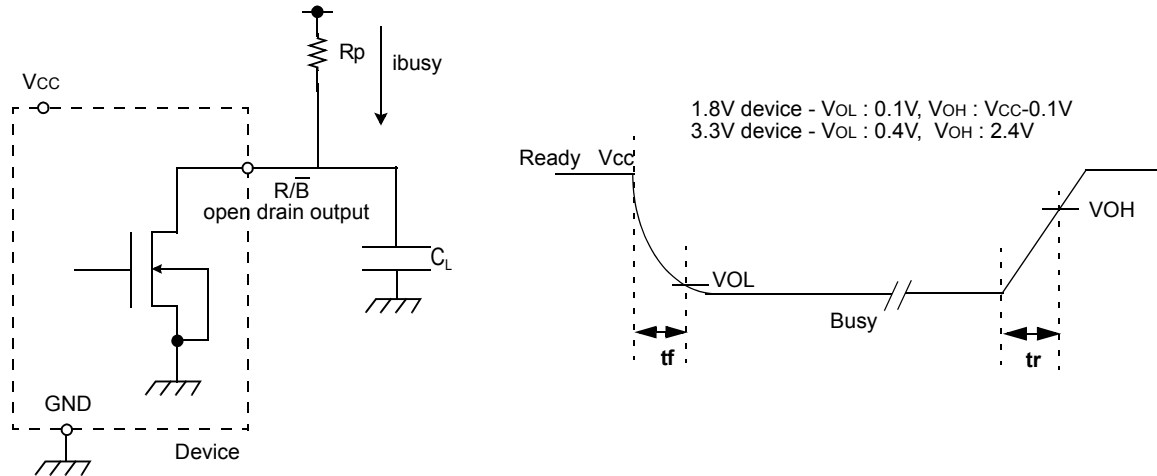 Rp
ibusy
VCC
R/B̅
open drain output
CL
GND
Device
1.8V device - VOL : 0.1V, VOH : VCC-0.1V
3.3V device - VOL : 0.4V, VOH : 2.4V
Ready Vcc
VOH
VOL
Busy
tf
tr